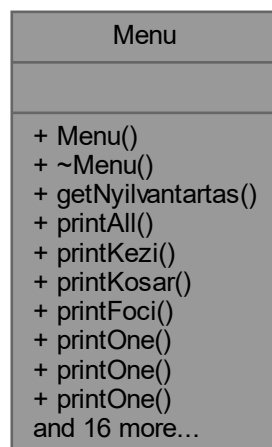 Menu
+ Menu()
+ ~Menu()
+ getNyilvantartas()
+ printAll()
+ printKezi()
+ printKosar()
+ printFoci()
+ printOne()
+ printOne()
+ printOne()
and 16 more...